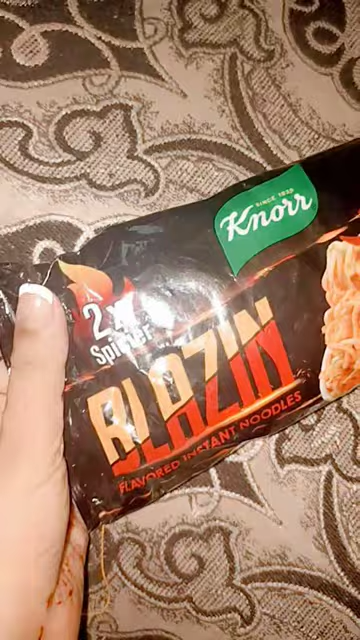 SINCE 1838
Knorr
2X
Spicier
BLAZIN
FLAVORED INSTANT NOODLES